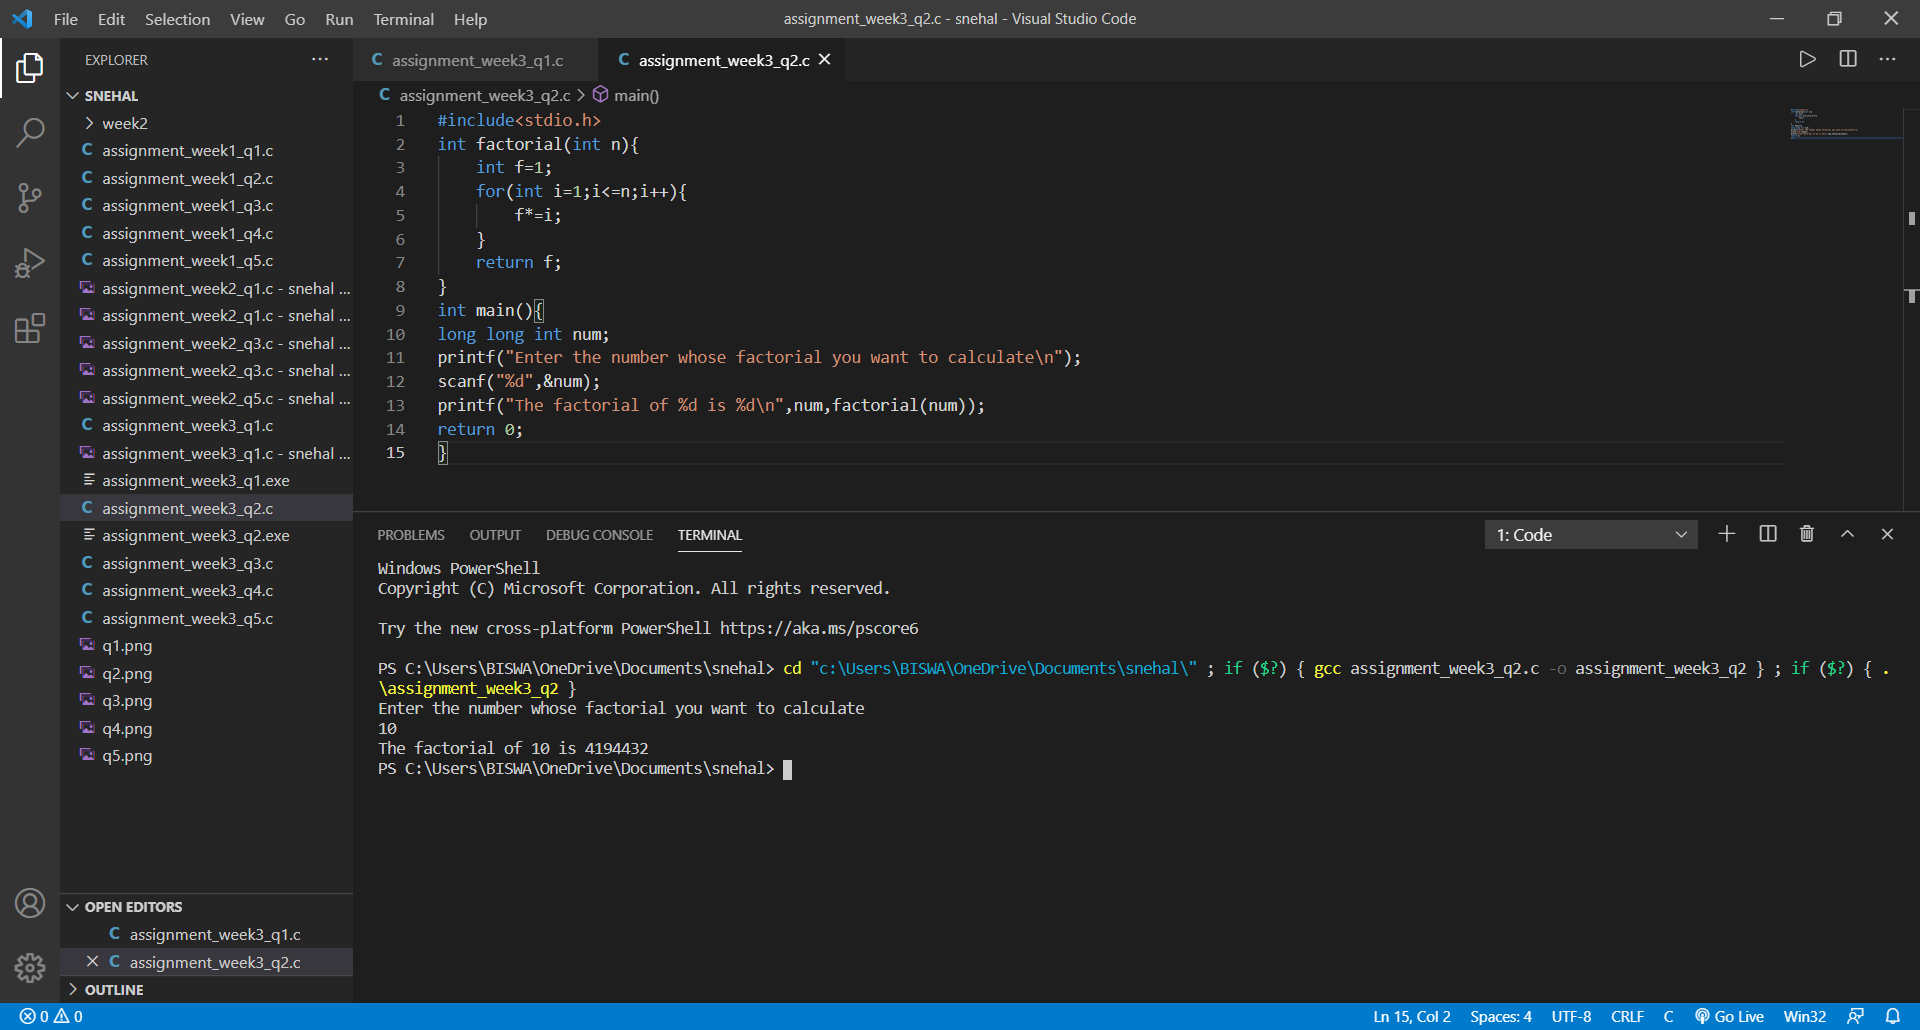 File Edit Selection View Go Run Terminal Help
assignment_week3_q2.c - snehal - Visual Studio Code
EXPLORER
SNEHAL
week2
C assignment_week1_q1.c
C assignment_week1_q2.c
C assignment_week1_q3.c
C assignment_week1_q4.c
C assignment_week1_q5.c
assignment_week2_q1.c - snehal ...
assignment_week2_q1.c - snehal ...
assignment_week2_q3.c - snehal ...
assignment_week2_q3.c - snehal ...
assignment_week2_q5.c - snehal ...
C assignment_week3_q1.c
assignment_week3_q1.c - snehal ...
assignment_week3_q1.exe
C assignment_week3_q2.c
assignment_week3_q2.exe
C assignment_week3_q3.c
C assignment_week3_q4.c
C assignment_week3_q5.c
q1.png
q2.png
q3.png
q4.png
q5.png
OPEN EDITORS
C assignment_week3_q1.c
C assignment_week3_q2.c
OUTLINE
C assignment_week3_q1.c
C assignment_week3_q2.c
C assignment_week3_q2.c > main()
1 #include<stdio.h>
2 int factorial(int n){
3 int f=1;
4 for(int i=1;i<=n;i++){
5 f*=i;
6 }
7 return f;
8 }
9 int main(){
10 long long int num;
11 printf("Enter the number whose factorial you want to calculate\n");
12 scanf("%d",&num);
13 printf("The factorial of %d is %d\n",num,factorial(num));
14 return 0;
15 }
PROBLEMS OUTPUT DEBUG CONSOLE TERMINAL
1: Code
Windows PowerShell
Copyright (C) Microsoft Corporation. All rights reserved.
Try the new cross-platform PowerShell https://aka.ms/pscore6
PS C:\Users\BISWA\OneDrive\Documents\snehal> cd "c:\Users\BISWA\OneDrive\Documents\snehal\" ; if ($?) { gcc assignment_week3_q2.c -o assignment_week3_q2 } ; if ($?) { .
\assignment_week3_q2 }
Enter the number whose factorial you want to calculate
10
The factorial of 10 is 4194432
PS C:\Users\BISWA\OneDrive\Documents\snehal>
0 0
Ln 15, Col 2 Spaces: 4 UTF-8 CRLF C Go Live Win32